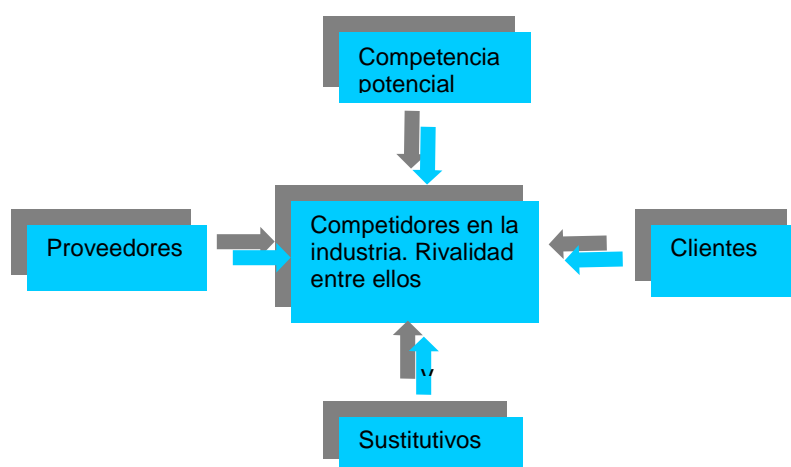 Competencia
potencial
Proveedores
Competidores en la
industria. Rivalidad
entre ellos
Clientes
v
Sustitutivos